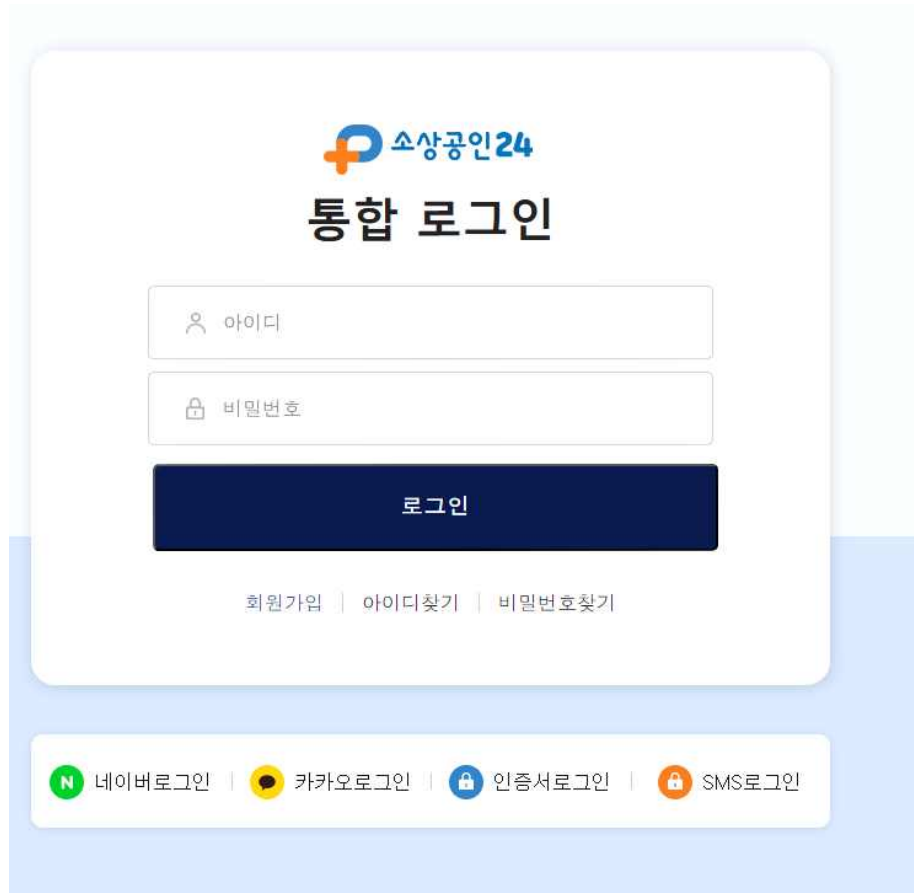 소상공인24
통합 로그인
아이디
비밀번호
로그인
회원가입 | 아이디찾기 | 비밀번호찾기
N 네이버로그인 | 카카오로그인 | 인증서로그인 | SMS로그인